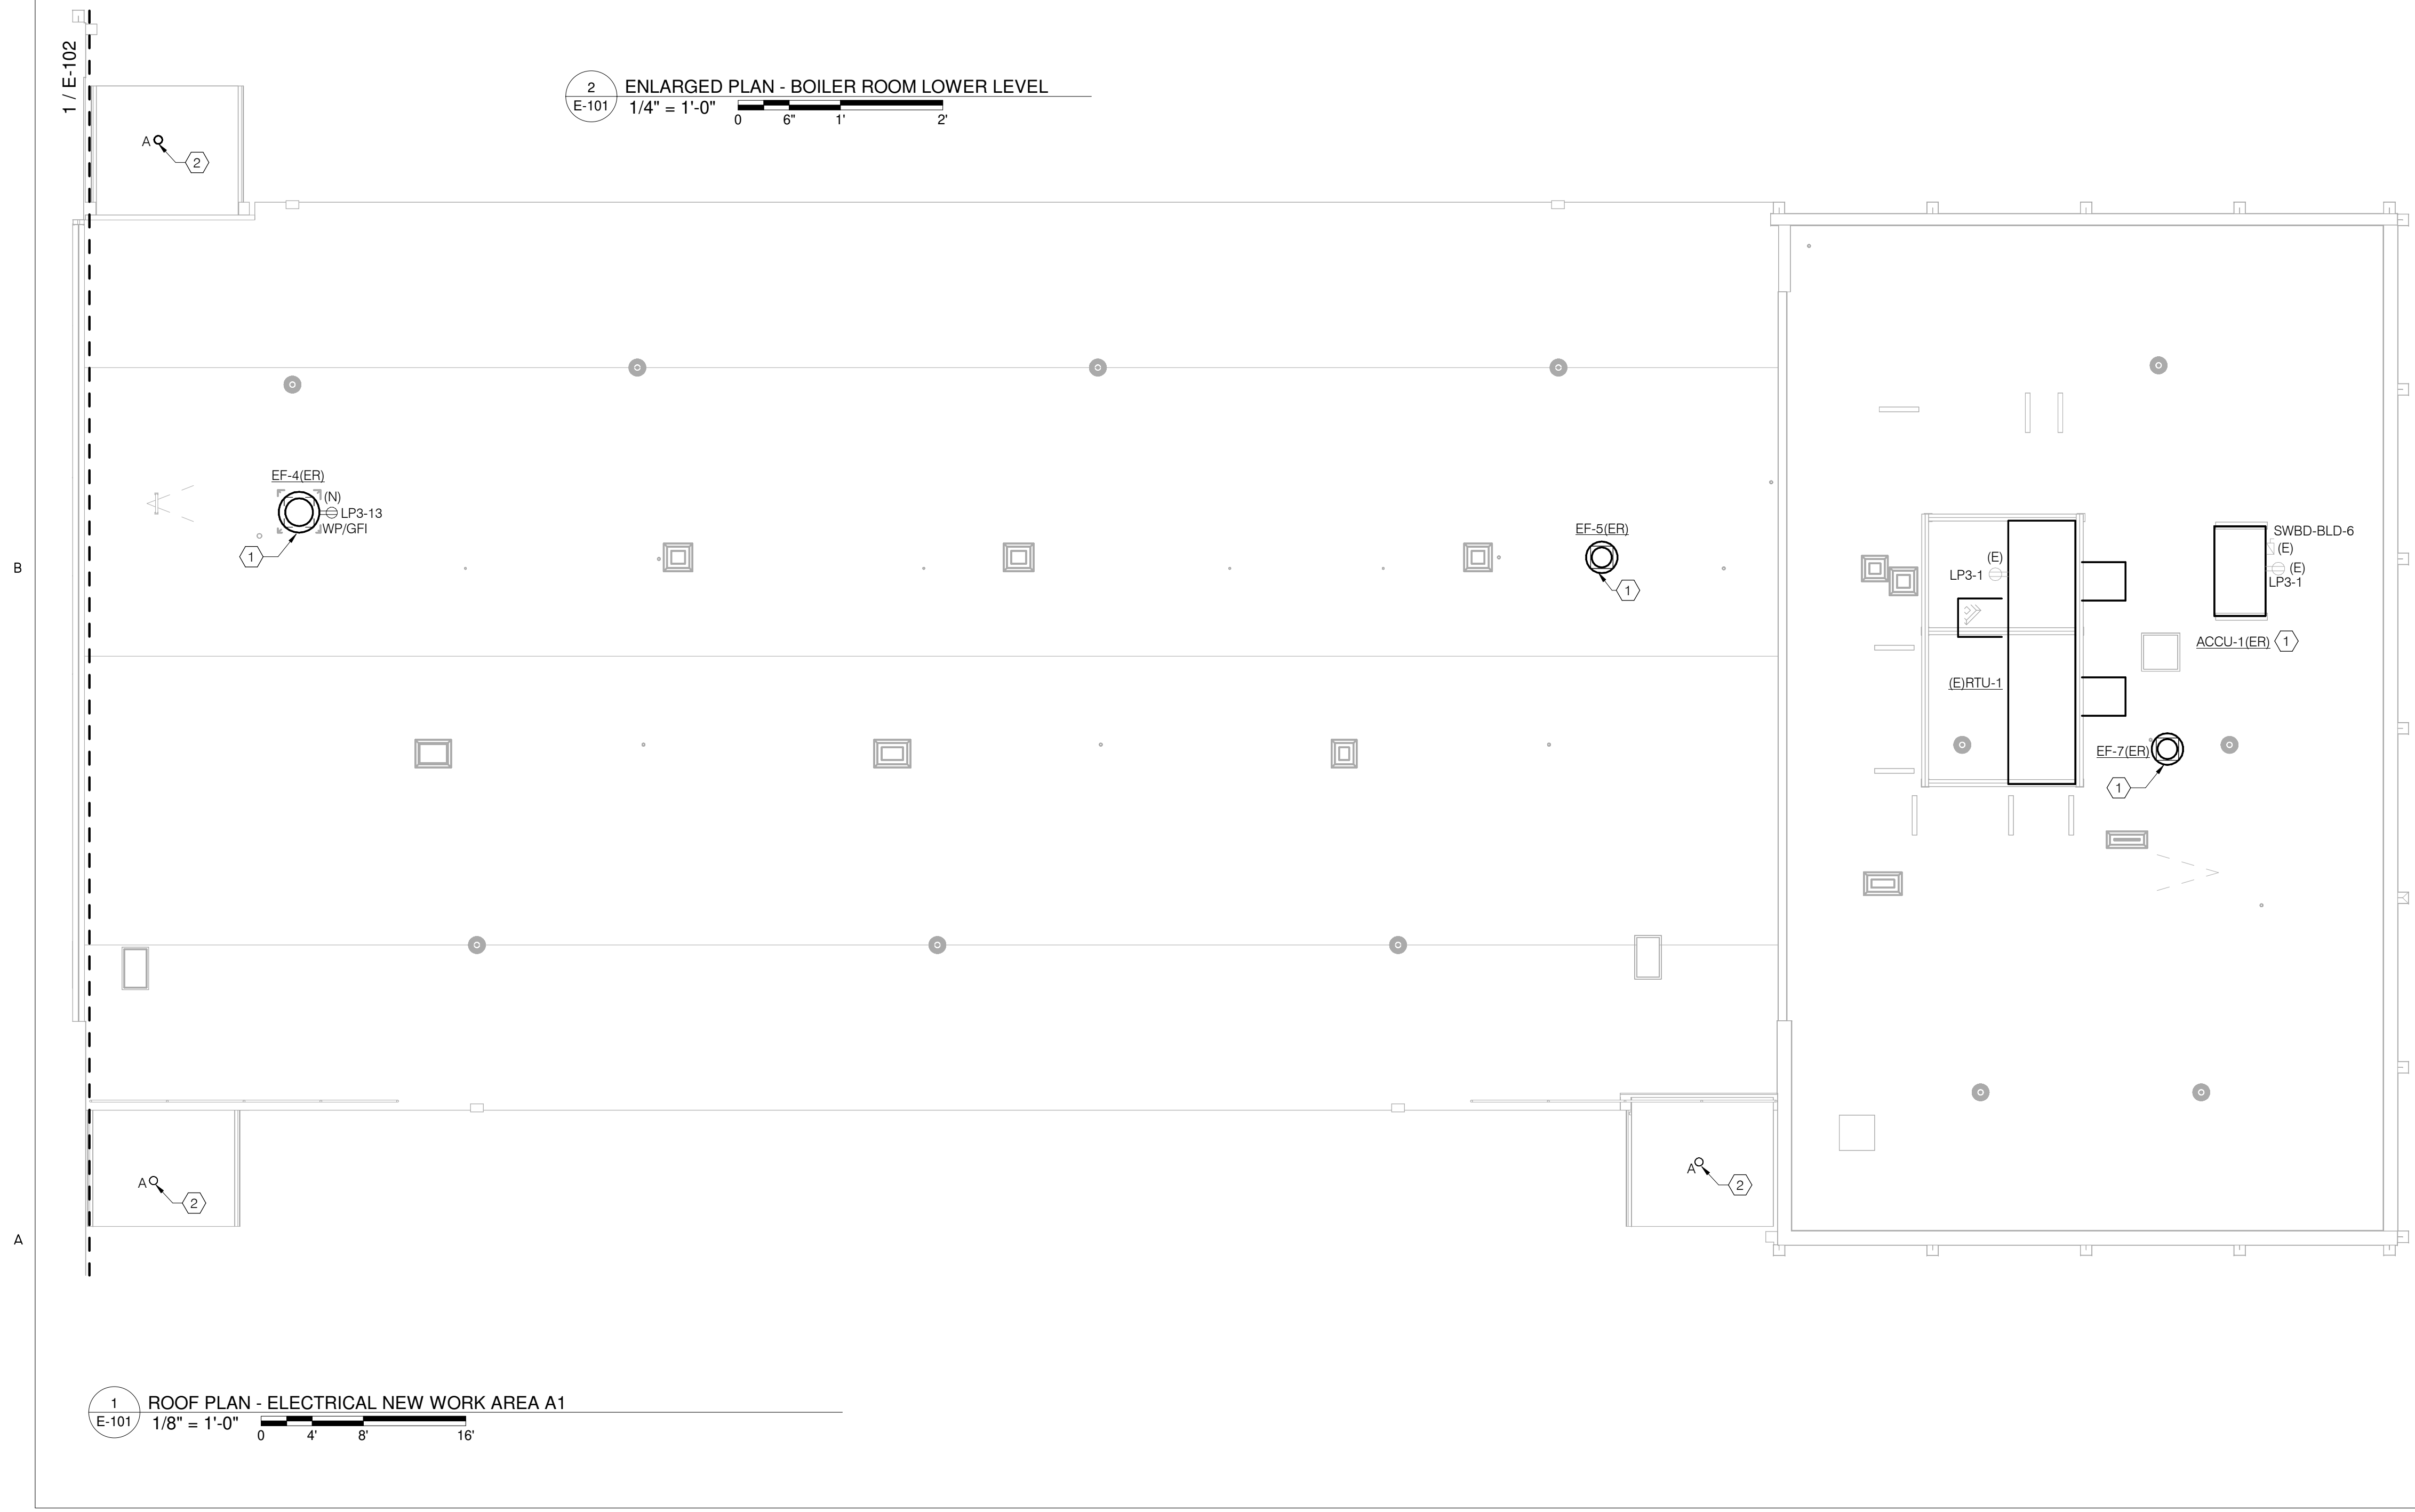 1 / E-102
2
E-101
ENLARGED PLAN - BOILER ROOM LOWER LEVEL
1/4" = 1'-0"
0 6" 1' 2'
A
2
EF-4(ER)
(N)
LP3-13
WP/GFI
1
EF-5(ER)
1
B
(E)
LP3-1
SWBD-BLD-6
(E)
(E)
LP3-1
ACCU-1(ER)
1
(E)RTU-1
EF-7(ER)
1
A
2
A
2
A
1
E-101
ROOF PLAN - ELECTRICAL NEW WORK AREA A1
1/8" = 1'-0"
0 4' 8' 16'